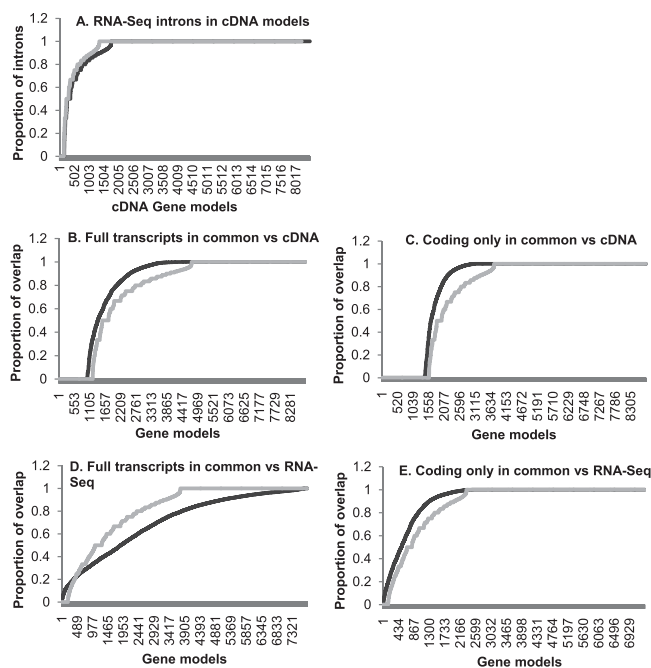 A. RNA-Seq introns in cDNA models
Proportion of introns
1.2
1
0.8
0.6
0.4
0.2
0
1 502 1003 1504 2005 2506 3007 3508 4009 4510 5011 5512 6013 6514 7015 7516 8017
cDNA Gene models
B. Full transcripts in common vs cDNA
Proportion of overlap
1.2
1
0.8
0.6
0.4
0.2
0
1 553 1105 1657 2209 2761 3313 3865 4417 4969 5521 6073 6625 7177 7729 8281
Gene models
C. Coding only in common vs cDNA
Proportion of overlap
1.2
1
0.8
0.6
0.4
0.2
0
1 520 1039 1558 2077 2596 3115 3634 4153 4672 5191 5710 6229 6748 7267 7786 8305
Gene models
D. Full transcripts in common vs RNA-
Seq
Proportion of overlap
1.2
1
0.8
0.6
0.4
0.2
0
1 489 977 1465 1953 2441 2929 3417 3905 4393 4881 5369 5857 6345 6833 7321
Gene models
E. Coding only in common vs RNA-Seq
Proportion of overlap
1.2
1
0.8
0.6
0.4
0.2
0
1 434 867 1300 1733 2166 2599 3032 3465 3898 4331 4764 5197 5630 6063 6496 6929
Gene models